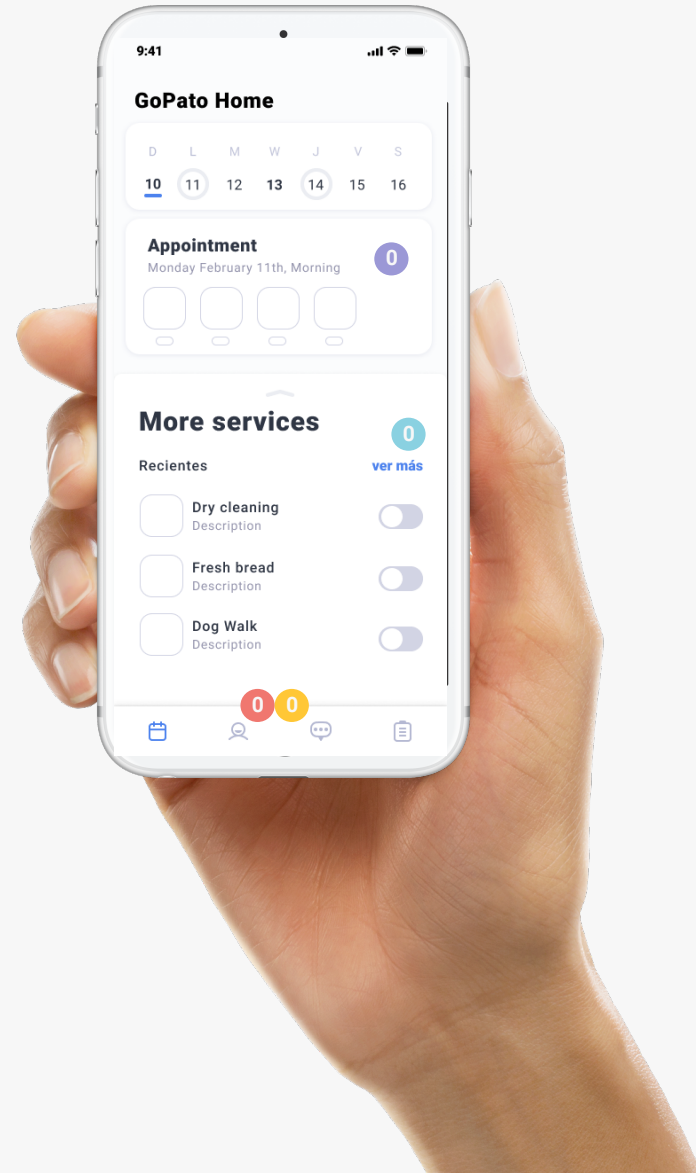 9:41
GoPato Home
D L M W J V S
10 11 12 13 14 15 16
Appointment
Monday February 11th, Morning
0
More services
0
Recientes
ver más
Dry cleaning
Description
Fresh bread
Description
Dog Walk
Description
0 0